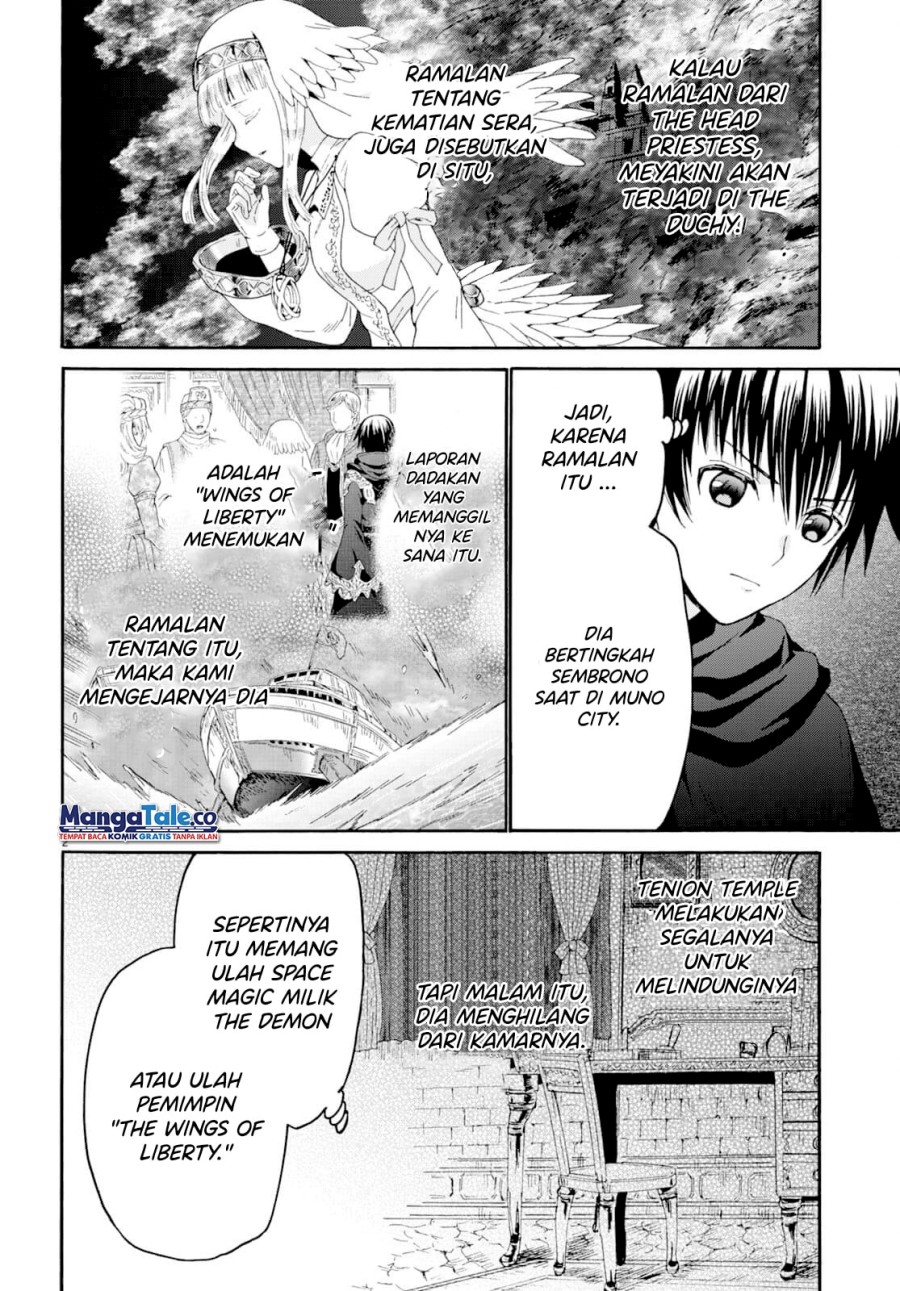 KALAU
RAMALAN DARI
THE HEAD
PRIESTESS,
MEYAKINI AKAN
TERJADI DI THE
DUCHY.
RAMALAN
TENTANG
KEMATIAN SERA,
JUGA DISEBUTKAN
DI SITU,
JADI,
KARENA
RAMALAN
ITU ...
DIA
BERTINGKAH
SEMBRONO
SAAT DI MUNO
CITY.
LAPORAN
DADAKAN
YANG
MEMANGGIL
NYA KE
SANA ITU.
ADALAH
"WINGS OF
LIBERTY"
MENEMUKAN
RAMALAN
TENTANG ITU,
MAKA KAMI
MENGEJARNYA DIA
MangaTale.co
TEMPAT BACA KOMIK GRATIS TANPA IKLAN
2
TENION TEMPLE
MELAKUKAN
SEGALANYA
UNTUK
MELINDUNGINYA
TAPI MALAM ITU,
DIA MENGHILANG
DARI KAMARNYA.
SEPERTINYA
ITU MEMANG
ULAH SPACE
MAGIC MILIK
THE DEMON
ATAU ULAH
PEMIMPIN
"THE WINGS OF
LIBERTY."